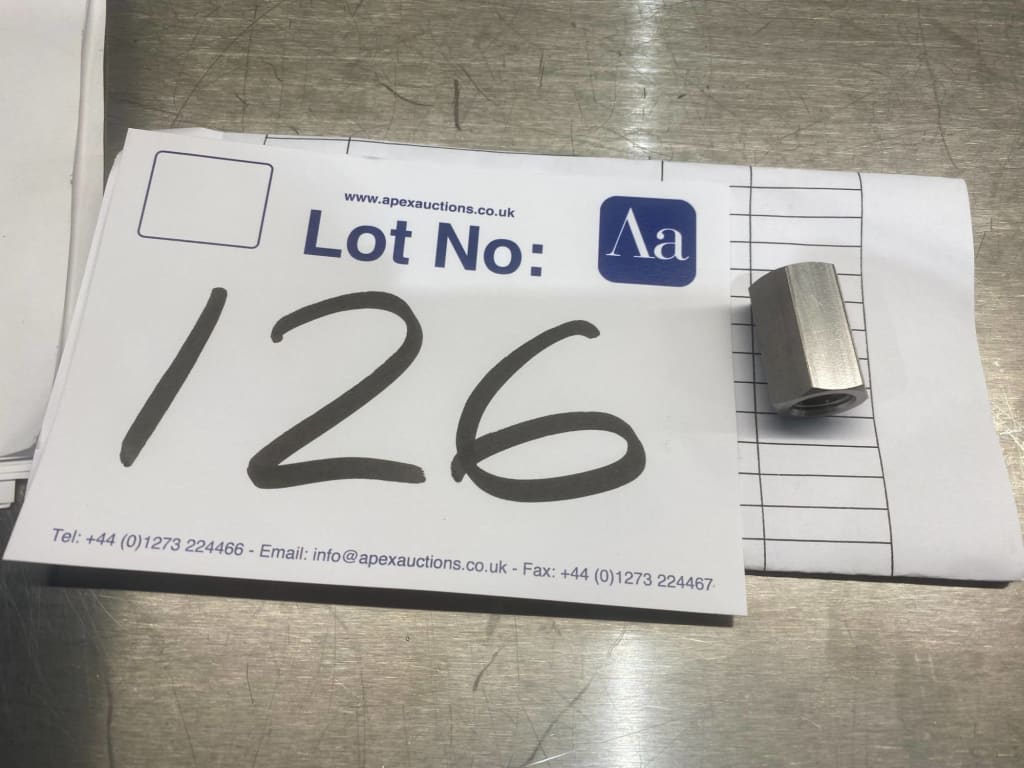 www.apexauctions.co.uk
Lot No:
Aa
126
Tel: +44 (0)1273 224466 - Email: info@apexauctions.co.uk - Fax: +44 (0)1273 224467